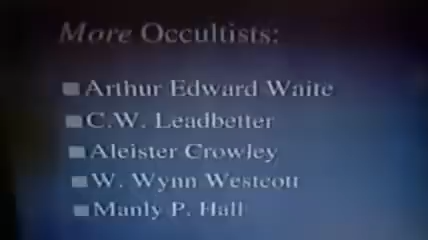 More Occultists:
Arthur Edward Waite
C.W. Leadbetter
Aleister Crowley
W. Wynn Westcott
Manly P. Hall